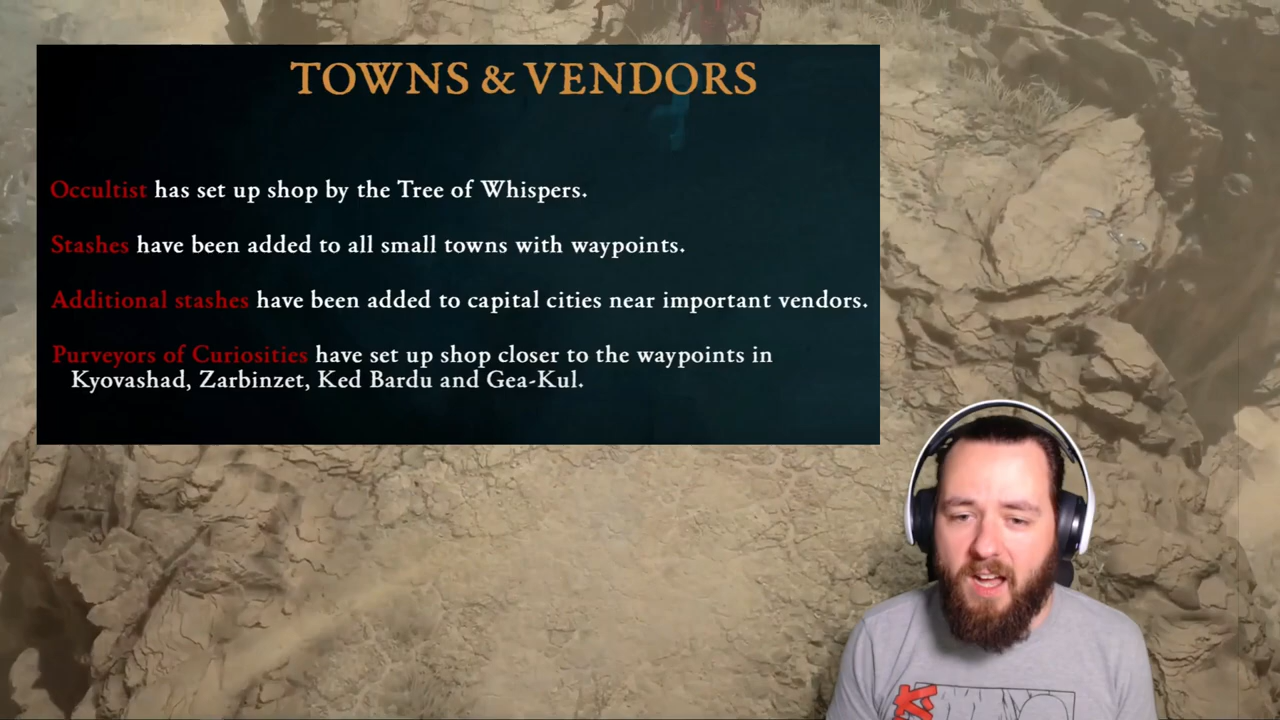 TOWNS & VENDORS
Occultist has set up shop by the Tree of Whispers.
Stashes have been added to all small towns with waypoints.
Additional stashes have been added to capital cities near important vendors.
Purveyors of Curiosities have set up shop closer to the waypoints in
Kyovashad, Zarbinzet, Ked Bardu and Gea-Kul.